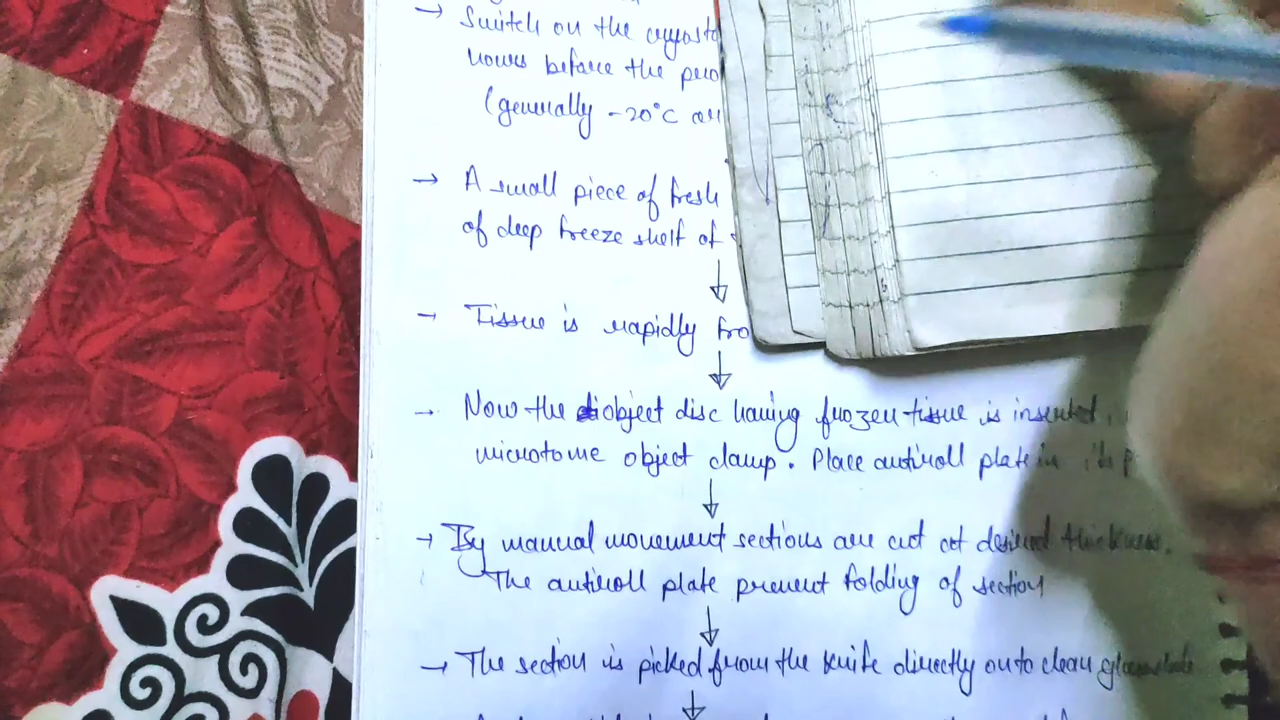 → Switch on the cryost
hours before the pro
(generally -20°C
→ A small piece of fresh
of deep freeze shelf of
→ Tissue is rapidly fro
→ Now the object disc having frozen tissue is inserted
microtome object clamp. Place antiroll plate in its p
→ By manual movement sections are cut at desired thickness.
The antiroll plate prevent folding of section
→ The section is picked from the knife directly onto clean glass slide